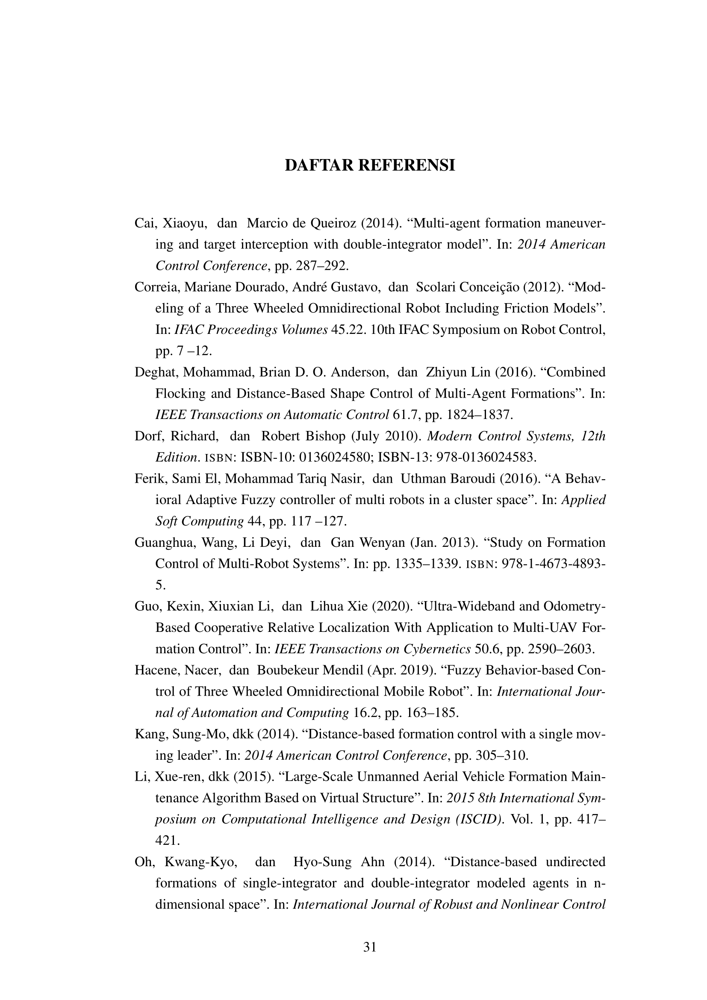 DAFTAR REFERENSI
Cai, Xiaoyu, dan Marcio de Queiroz (2014). “Multi-agent formation maneuver-
ing and target interception with double-integrator model”. In: 2014 American
Control Conference, pp. 287–292.
Correia, Mariane Dourado, André Gustavo, dan Scolari Conceição (2012). “Mod-
eling of a Three Wheeled Omnidirectional Robot Including Friction Models”.
In: IFAC Proceedings Volumes 45.22. 10th IFAC Symposium on Robot Control,
pp. 7 –12.
Deghat, Mohammad, Brian D. O. Anderson, dan Zhiyun Lin (2016). “Combined
Flocking and Distance-Based Shape Control of Multi-Agent Formations”. In:
IEEE Transactions on Automatic Control 61.7, pp. 1824–1837.
Dorf, Richard, dan Robert Bishop (July 2010). Modern Control Systems, 12th
Edition. ISBN: ISBN-10: 0136024580; ISBN-13: 978-0136024583.
Ferik, Sami El, Mohammad Tariq Nasir, dan Uthman Baroudi (2016). “A Behav-
ioral Adaptive Fuzzy controller of multi robots in a cluster space”. In: Applied
Soft Computing 44, pp. 117 –127.
Guanghua, Wang, Li Deyi, dan Gan Wenyan (Jan. 2013). “Study on Formation
Control of Multi-Robot Systems”. In: pp. 1335–1339. ISBN: 978-1-4673-4893-
5.
Guo, Kexin, Xiuxian Li, dan Lihua Xie (2020). “Ultra-Wideband and Odometry-
Based Cooperative Relative Localization With Application to Multi-UAV For-
mation Control”. In: IEEE Transactions on Cybernetics 50.6, pp. 2590–2603.
Hacene, Nacer, dan Boubekeur Mendil (Apr. 2019). “Fuzzy Behavior-based Con-
trol of Three Wheeled Omnidirectional Mobile Robot”. In: International Jour-
nal of Automation and Computing 16.2, pp. 163–185.
Kang, Sung-Mo, dkk (2014). “Distance-based formation control with a single mov-
ing leader”. In: 2014 American Control Conference, pp. 305–310.
Li, Xue-ren, dkk (2015). “Large-Scale Unmanned Aerial Vehicle Formation Main-
tenance Algorithm Based on Virtual Structure”. In: 2015 8th International Sym-
posium on Computational Intelligence and Design (ISCID). Vol. 1, pp. 417–
421.
Oh, Kwang-Kyo, dan Hyo-Sung Ahn (2014). “Distance-based undirected
formations of single-integrator and double-integrator modeled agents in n-
dimensional space”. In: International Journal of Robust and Nonlinear Control
31